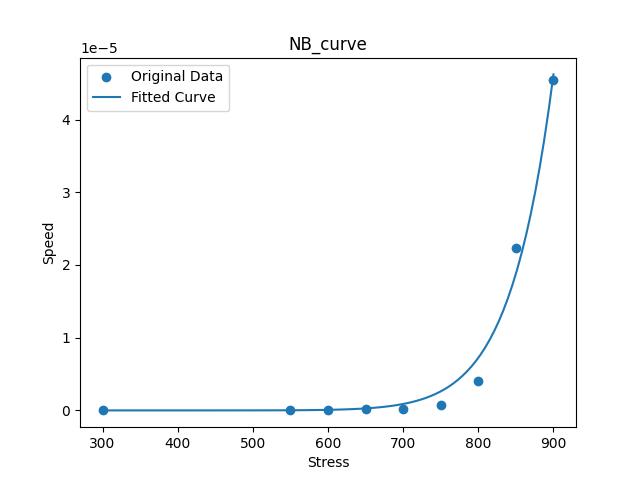 NB_curve
1e−5
Original Data
Fitted Curve
4
3
2
1
0
Speed
300 400 500 600 700 800 900
Stress